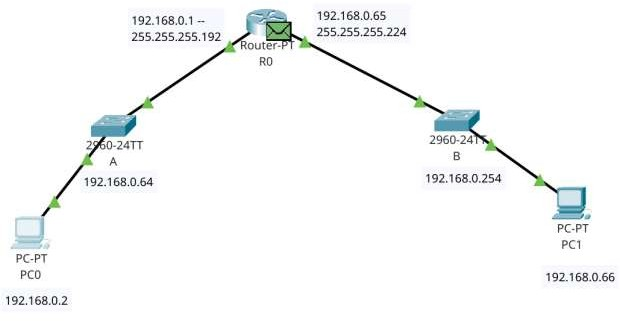 192.168.0.1 --
255.255.255.192
192.168.0.65
255.255.255.224
Router-PT
R0
2960-24TT
A
192.168.0.64
2960-24TT
B
192.168.0.254
PC-PT
PC0
192.168.0.2
PC-PT
PC1
192.168.0.66